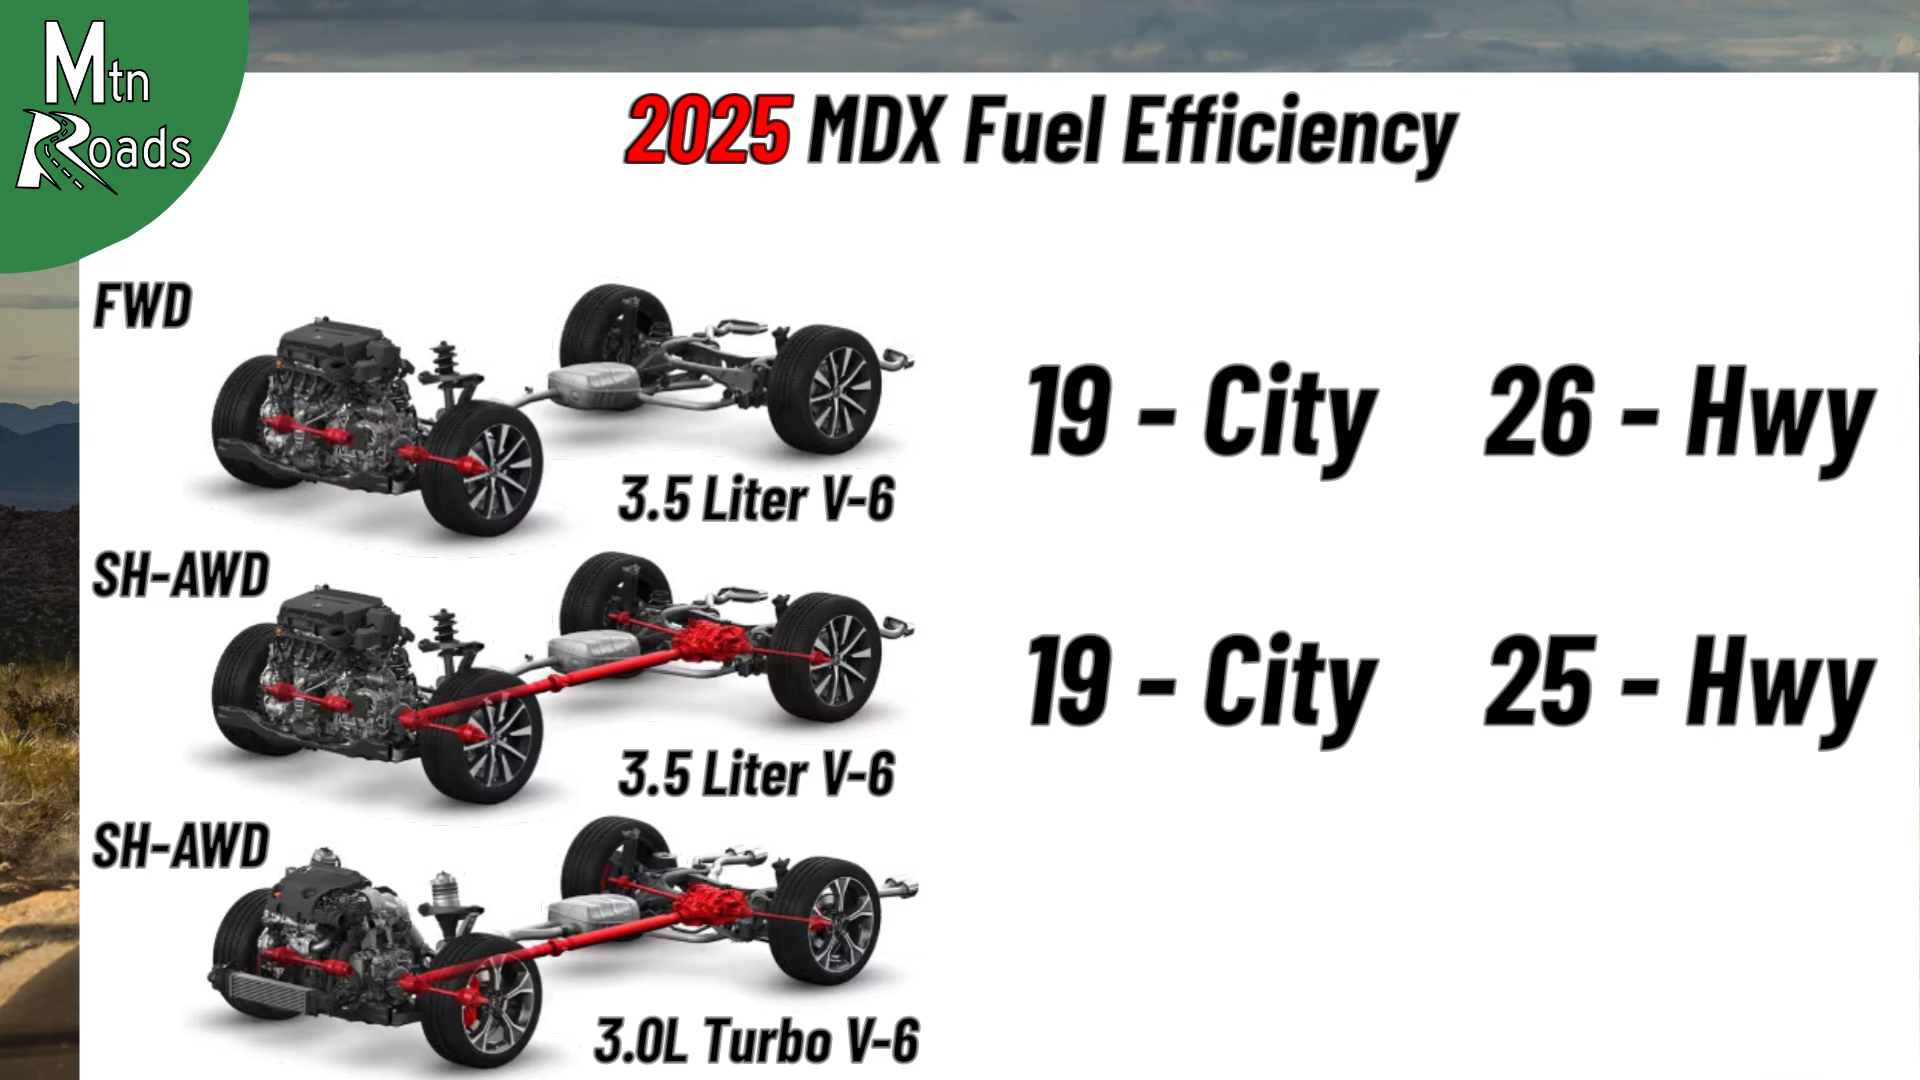 Mtn
Roads
2025 MDX Fuel Efficiency
FWD
19 - City 26 - Hwy
3.5 Liter V-6
SH-AWD
19 - City 25 - Hwy
3.5 Liter V-6
SH-AWD
3.0L Turbo V-6